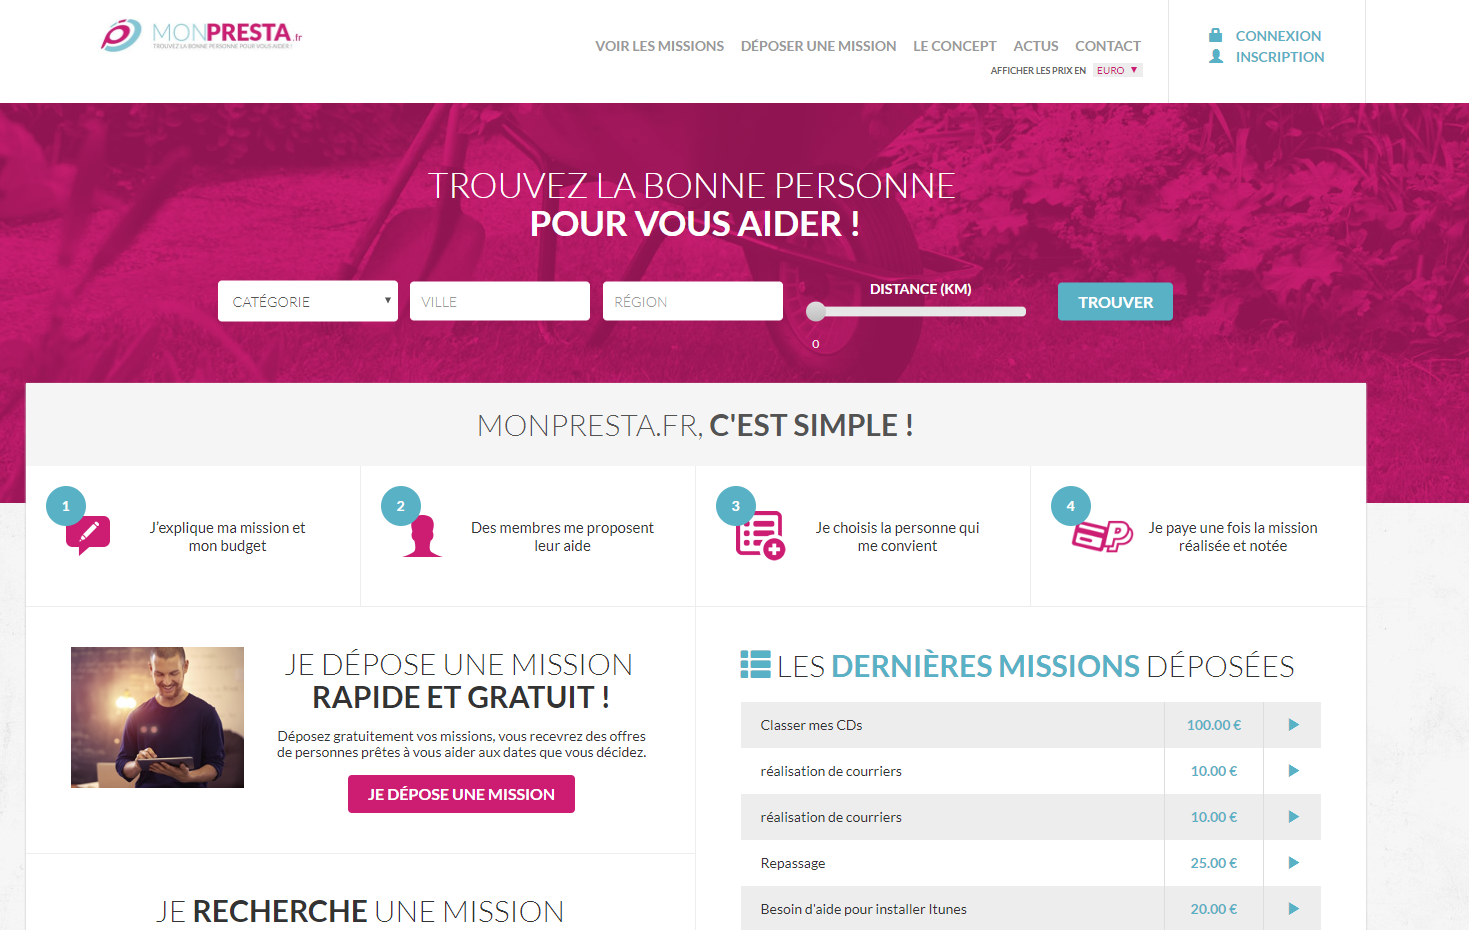 MONPRESTA.fr
TROUVEZ LA BONNE PERSONNE POUR VOUS-AIDER !
VOIR LES MISSIONS DÉPOSER UNE MISSION LE CONCEPT ACTUS CONTACT
AFFICHER LES PRIX EN EURO ▼
CONNEXION
INSCRIPTION
TROUVEZ LA BONNE PERSONNE
POUR VOUS AIDER !
CATÉGORIE
VILLE
RÉGION
DISTANCE (KM)
0
TROUVER
MONPRESTA.FR, C'EST SIMPLE !
1
J'explique ma mission et
mon budget
2
Des membres me proposent
leur aide
3
Je choisis la personne qui
me convient
4
Je paye une fois la mission
réalisée et notée
JE DÉPOSE UNE MISSION
RAPIDE ET GRATUIT !
Déposez gratuitement vos missions, vous recevrez des offres
de personnes prêtes à vous aider aux dates que vous décidez.
JE DÉPOSE UNE MISSION
JE RECHERCHE UNE MISSION
LES DERNIÈRES MISSIONS DÉPOSÉES
Classer mes CDs 100.00 €
réalisation de courriers 10.00 €
réalisation de courriers 10.00 €
Repassage 25.00 €
Besoin d'aide pour installer Itunes 20.00 €